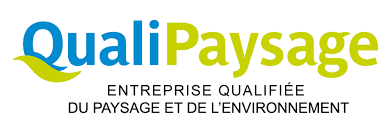 QualiPaysage
ENTREPRISE QUALIFIÉE
DU PAYSAGE ET DE L'ENVIRONNEMENT